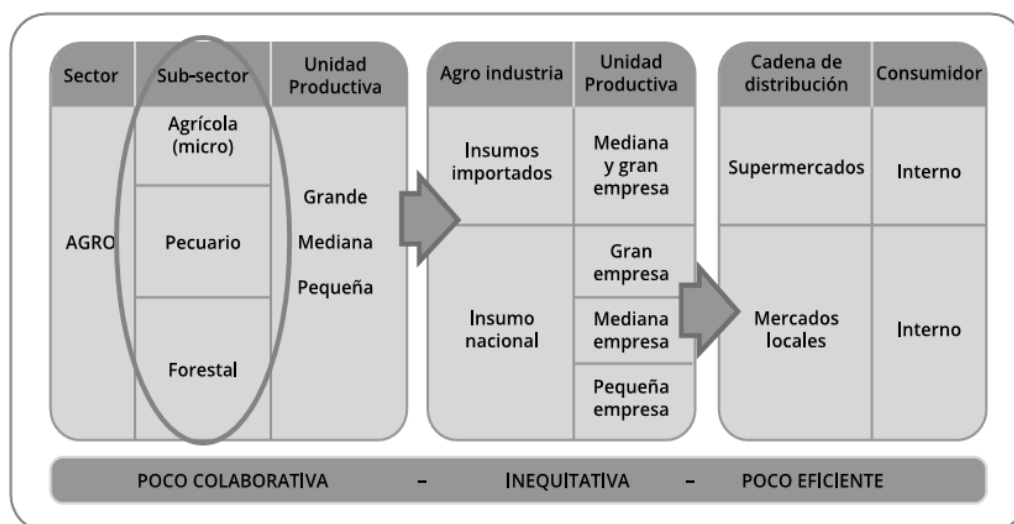 Sector
Sub-sector
Unidad
Productiva
AGRO
Agrícola
(micro)
Pecuario
Forestal
Grande
Mediana
Pequeña
Agro industria
Unidad
Productiva
Insumos
importados
Mediana
y gran
empresa
Insumo
nacional
Gran
empresa
Mediana
empresa
Pequeña
empresa
Cadena de
distribución
Consumidor
Supermercados
Interno
Mercados
locales
Interno
POCO COLABORATIVA - INEQUITATIVA - POCO EFICIENTE